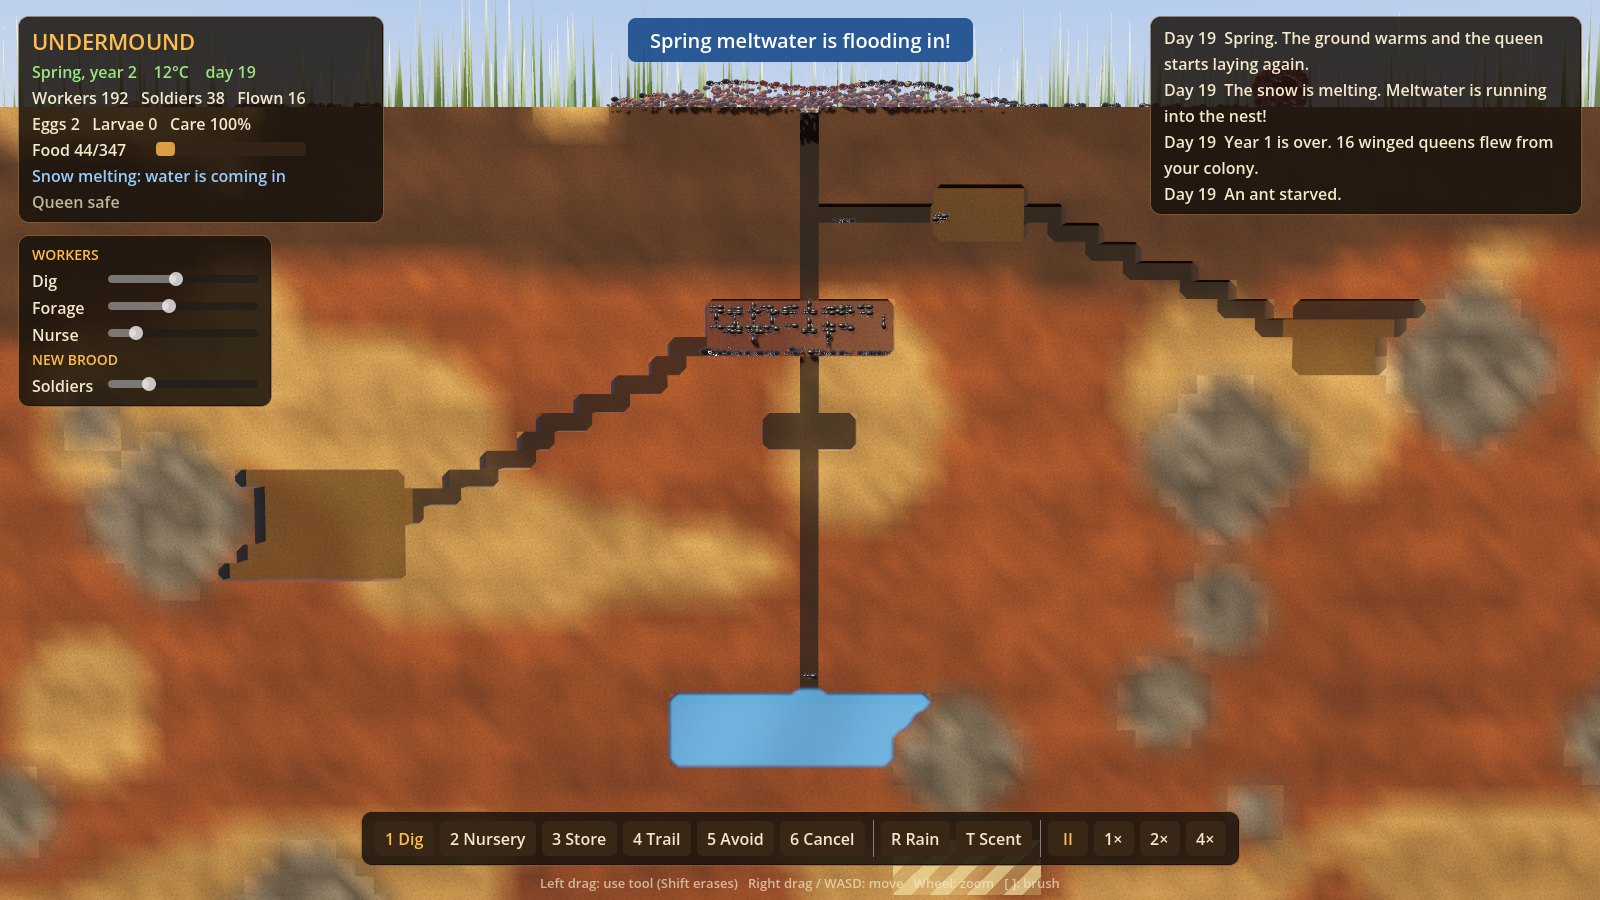 UNDERMOUND
Spring, year 2 12°C day 19
Workers 192 Soldiers 38 Flown 16
Eggs 2 Larvae 0 Care 100%
Food 44/347
Snow melting: water is coming in
Queen safe
WORKERS
Dig
Forage
Nurse
NEW BROOD
Soldiers
Spring meltwater is flooding in!
Day 19 Spring. The ground warms and the queen
starts laying again.
Day 19 The snow is melting. Meltwater is running
into the nest!
Day 19 Year 1 is over. 16 winged queens flew from
your colony.
Day 19 An ant starved.
1 Dig 2 Nursery 3 Store 4 Trail 5 Avoid 6 Cancel R Rain T Scent II 1× 2× 4×
Left drag: use tool (Shift erases) Right drag / WASD: move Wheel: zoom [ ]: brush